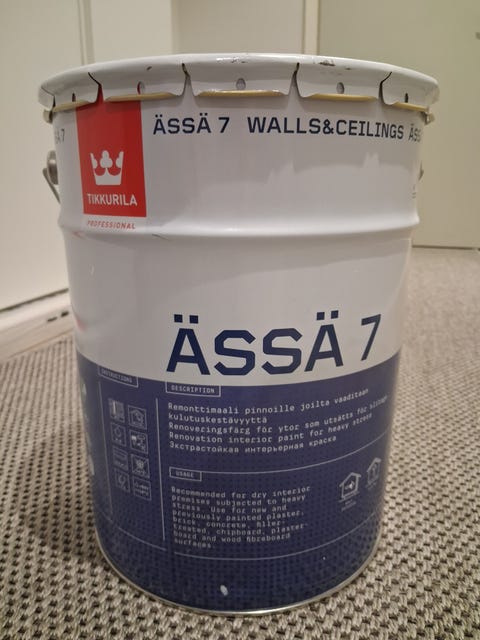 ÄSSÄ 7 WALLS&CEILINGS ÄSS
TIKKURILA
PROFESSIONAL
ÄSSÄ 7
INSTRUCTIONS
DESCRIPTION
Remonttimaali pinnoille joilta vaaditaan
kulutuskestävyyttä
Renoveringsfärg för ytor som utsätts för slitage
Renovation interior paint for heavy stress
Экстрастойкая интерьерная краска
USAGE
Recommended for dry interior
premises subjected to heavy
stress. Use for new and
previously painted plaster,
brick, concrete, filler-
treated, chipboard, plaster-
board and wood fibreboard
surfaces.